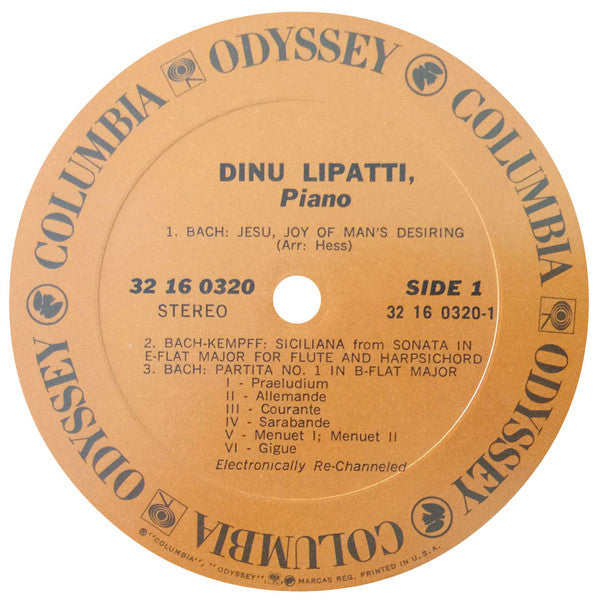 COLUMBIA
ODYSSEY
COLUMBIA
ODYSSEY
COLUMBIA
ODYSSEY
DINU LIPATTI,
Piano
1. BACH: JESU, JOY OF MAN'S DESIRING
(Arr: Hess)
32 16 0320
STEREO
SIDE 1
32 16 0320-1
2. BACH-KEMPFF: SICILIANA from SONATA IN
E-FLAT MAJOR FOR FLUTE AND HARPSICHORD
3. BACH: PARTITA NO. 1 IN B-FLAT MAJOR
I - Praeludium
II - Allemande
III - Courante
IV - Sarabande
V - Menuet I; Menuet II
VI - Gigue
Electronically Re-Channeled
"COLUMBIA", "ODYSSEY", MARCAS REG. PRINTED IN U.S.A.